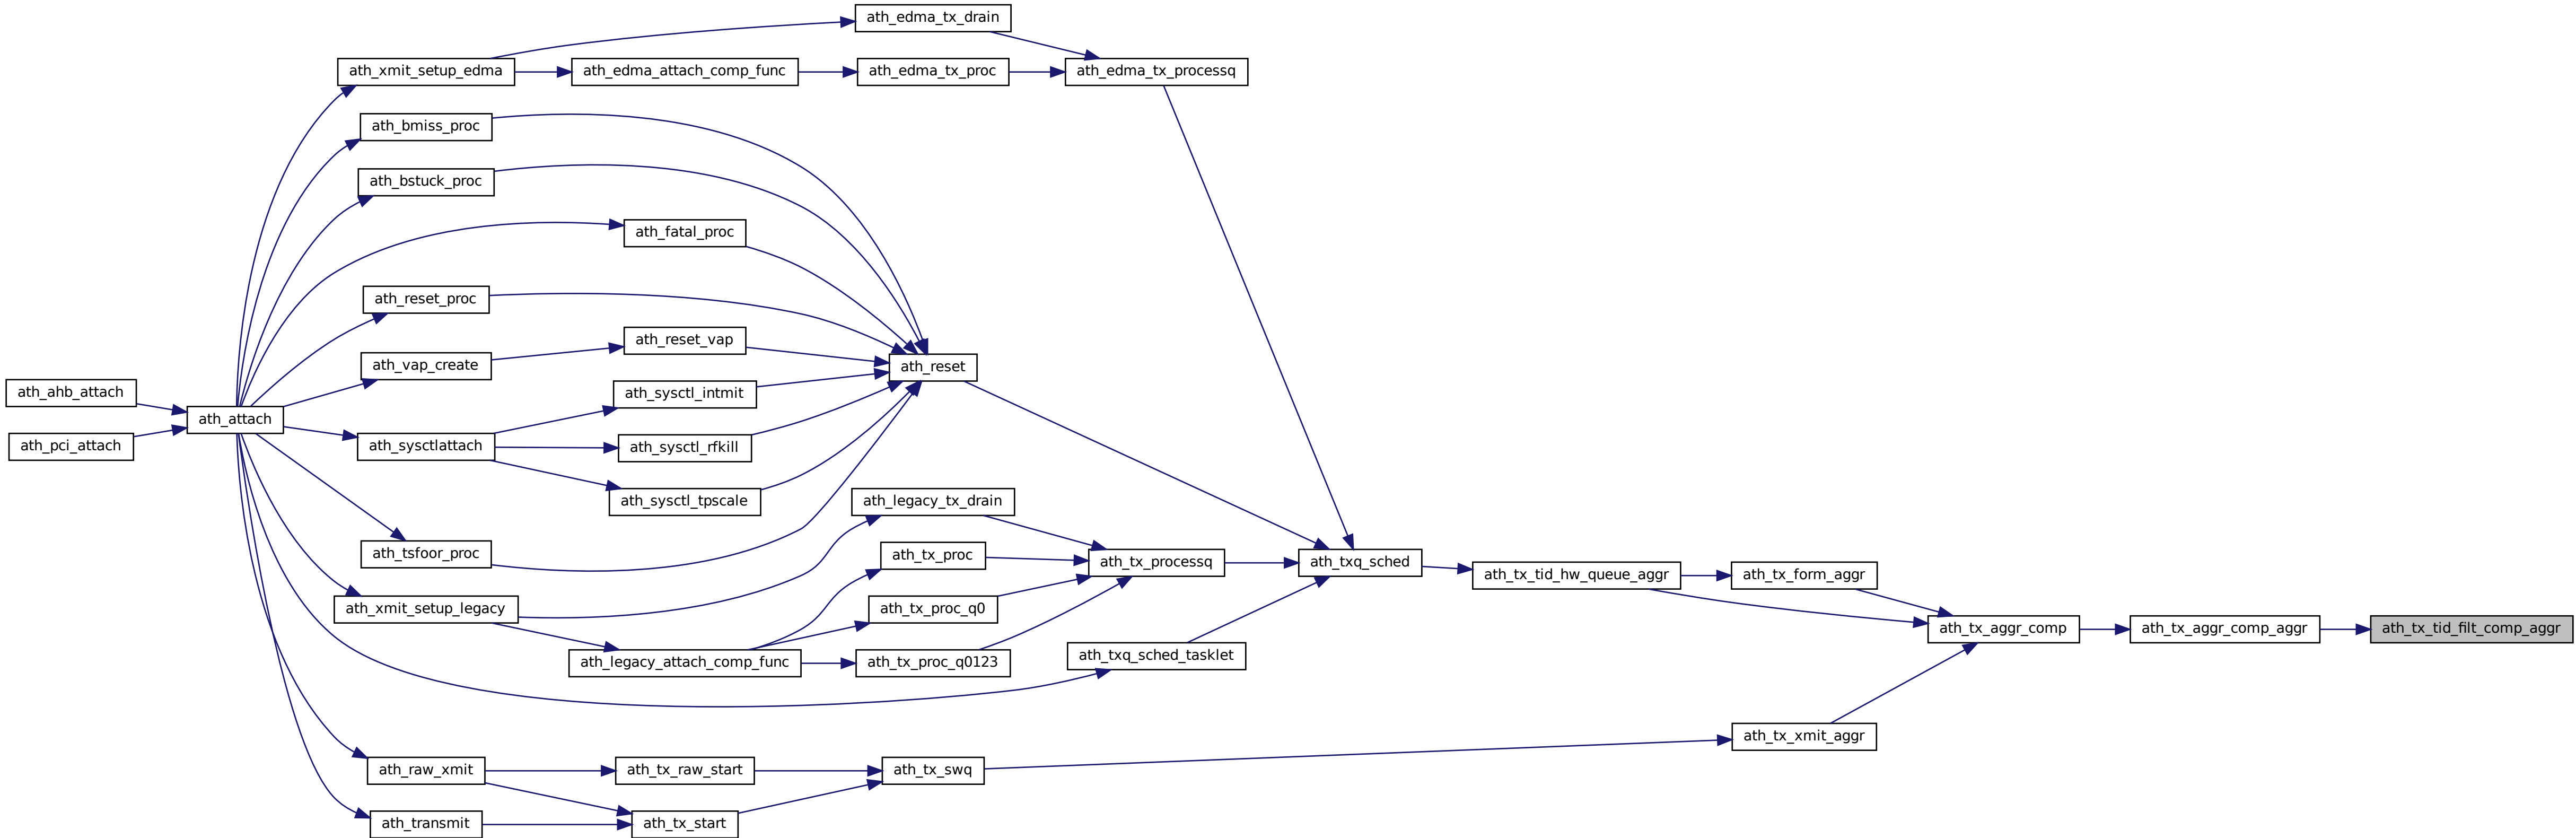 ath_edma_tx_drain
ath_xmit_setup_edma
ath_edma_attach_comp_func
ath_edma_tx_proc
ath_edma_tx_processq
ath_bmiss_proc
ath_bstuck_proc
ath_fatal_proc
ath_reset_proc
ath_reset_vap
ath_vap_create
ath_reset
ath_ahb_attach
ath_sysctl_intmit
ath_attach
ath_pci_attach
ath_sysctlattach
ath_sysctl_rfkill
ath_sysctl_tpscale
ath_legacy_tx_drain
ath_tsfoor_proc
ath_tx_proc
ath_tx_processq
ath_txq_sched
ath_tx_tid_hw_queue_aggr
ath_tx_form_aggr
ath_xmit_setup_legacy
ath_tx_proc_q0
ath_tx_aggr_comp
ath_tx_aggr_comp_aggr
ath_tx_tid_filt_comp_aggr
ath_legacy_attach_comp_func
ath_tx_proc_q0123
ath_txq_sched_tasklet
ath_tx_xmit_aggr
ath_raw_xmit
ath_tx_raw_start
ath_tx_swq
ath_transmit
ath_tx_start